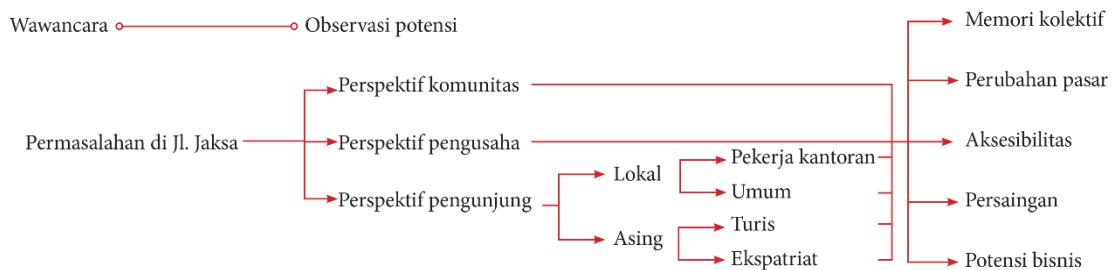 Wawancara
Observasi potensi
Permasalahan di Jl. Jaksa
Perspektif komunitas
Perspektif pengusaha
Perspektif pengunjung
Lokal
Asing
Pekerja kantoran
Umum
Turis
Ekspatriat
Memori kolektif
Perubahan pasar
Aksesibilitas
Persaingan
Potensi bisnis